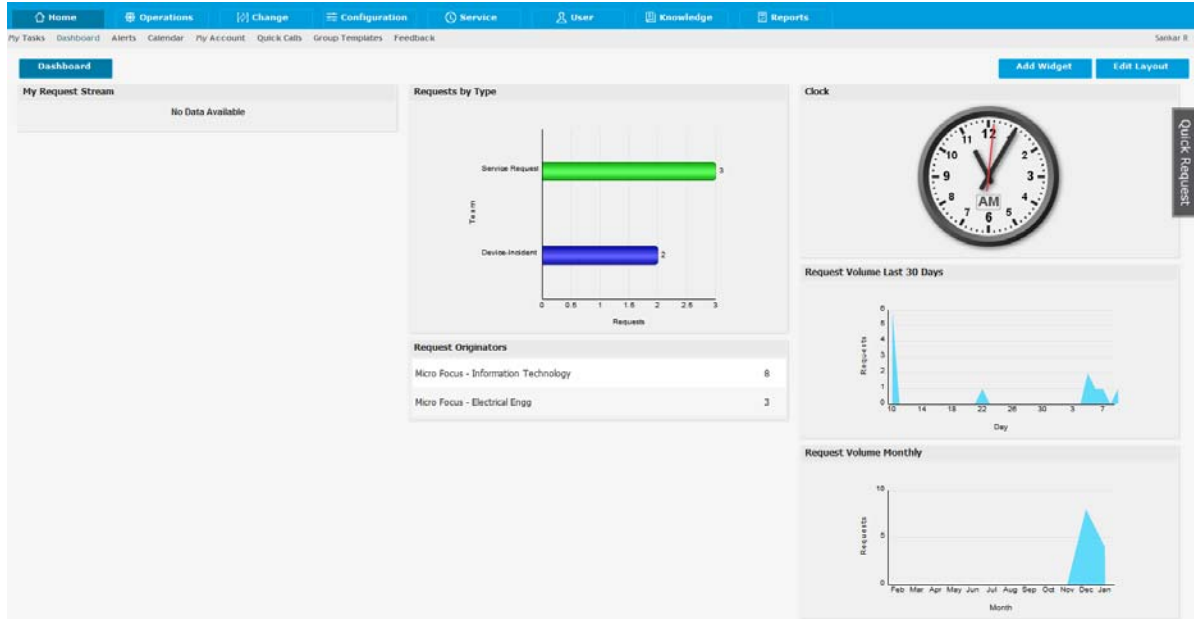 Home Operations Change Configuration Service User Knowledge Reports
My Tasks Dashboard Alerts Calendar My Account Quick Calls Group Templates Feedback Sankar R
Dashboard Add Widget Edit Layout
My Request Stream
No Data Available
Requests by Type
Service Request 3
Team
Device-Incident 2
0 0.5 1 1.5 2 2.5 3
Requests
Request Originators
Micro Focus - Information Technology 8
Micro Focus - Electrical Engg 3
Clock
12
11
10 2
9 3
8 AM 4
7 6 5
Quick Request
Request Volume Last 30 Days
6
5
4
3
2
1
0
Requests
10 14 18 22 26 30 3 7
Day
Request Volume Monthly
10
5
0
Requests
Feb Mar Apr May Jun Jul Aug Sep Oct Nov Dec Jan
Month